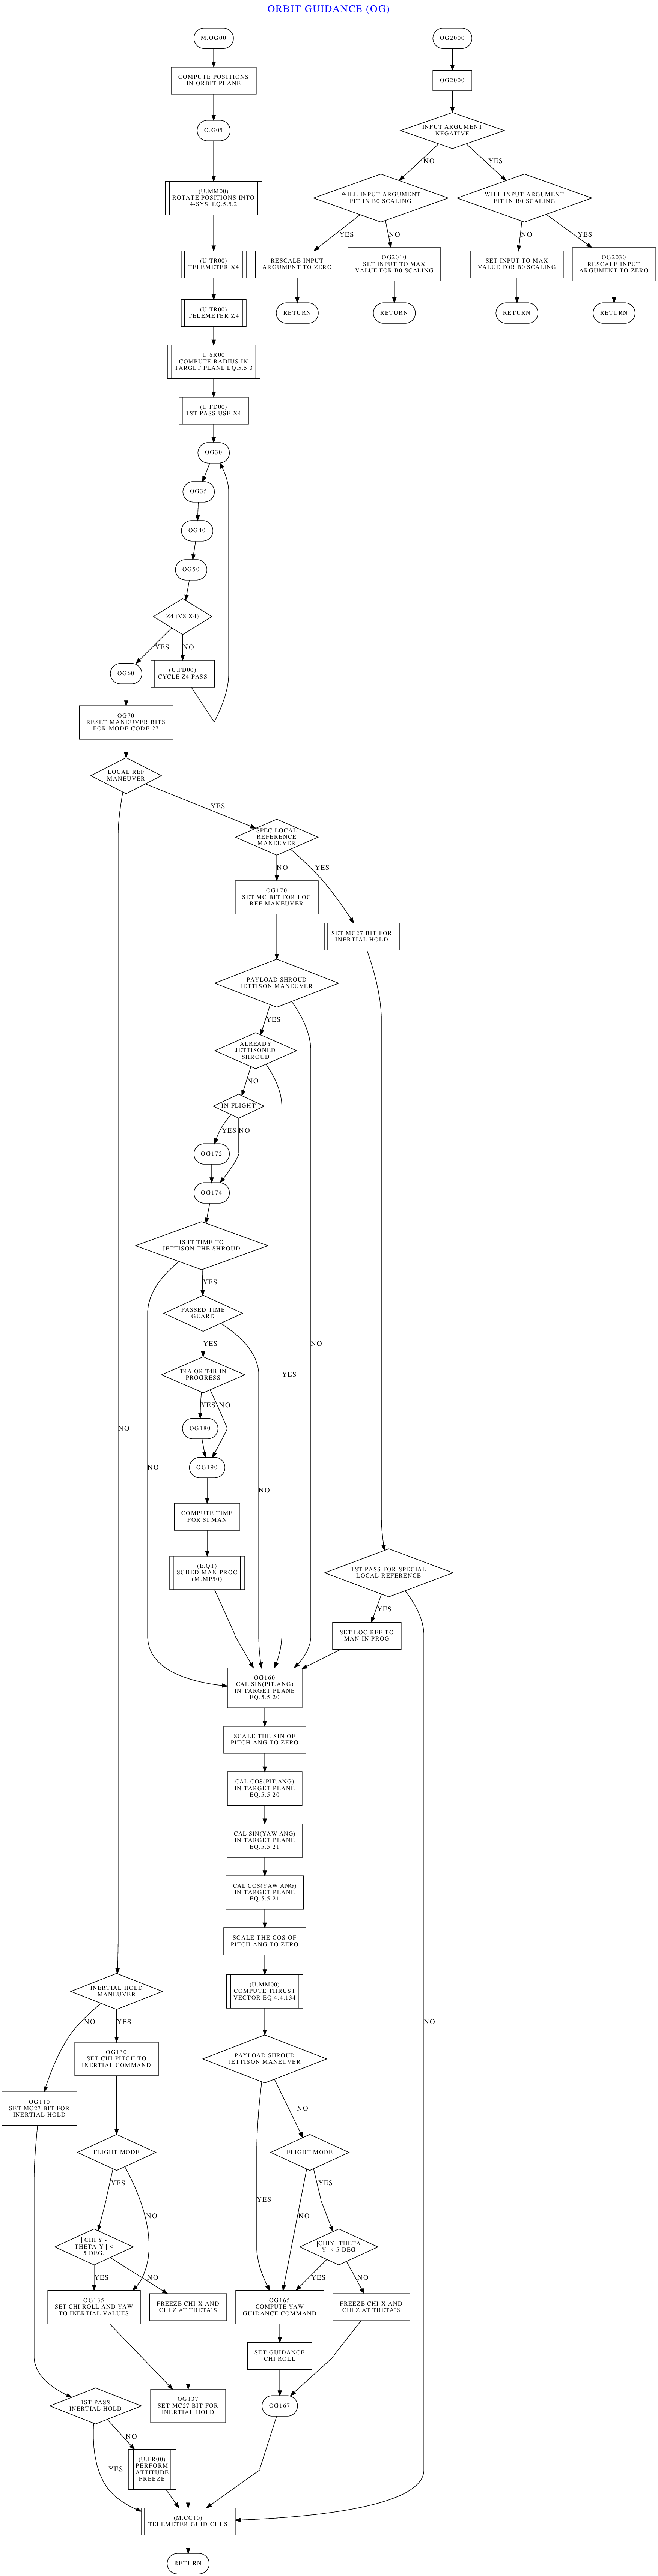 ORBIT GUIDANCE (OG)
M.OG00
COMPUTE POSITIONS
IN ORBIT PLANE
O.G05
(U.MM00)
ROTATE POSITIONS INTO
4-SYS. EQ.5.5.2
(U.TR00)
TELEMETER X4
(U.TR00)
TELEMETER Z4
U.SR00
COMPUTE RADIUS IN
TARGET PLANE EQ.5.5.3
(U.FD00)
1ST PASS USE X4
OG30
OG35
OG40
OG50
Z4 (VS X4)
YES
NO
OG60
(U.FD00)
CYCLE Z4 PASS
OG70
RESET MANEUVER BITS
FOR MODE CODE 27
LOCAL REF
MANEUVER
YES
NO
OG2000
OG2000
INPUT ARGUMENT
NEGATIVE
NO
YES
WILL INPUT ARGUMENT
FIT IN B0 SCALING
WILL INPUT ARGUMENT
FIT IN B0 SCALING
YES
NO
NO
YES
RESCALE INPUT
ARGUMENT TO ZERO
OG2010
SET INPUT TO MAX
VALUE FOR B0 SCALING
SET INPUT TO MAX
VALUE FOR B0 SCALING
OG2030
RESCALE INPUT
ARGUMENT TO ZERO
RETURN
RETURN
RETURN
RETURN
SPEC LOCAL
REFERENCE
MANEUVER
NO
YES
OG170
SET MC BIT FOR LOC
REF MANEUVER
SET MC27 BIT FOR
INERTIAL HOLD
PAYLOAD SHROUD
JETTISON MANEUVER
YES
NO
ALREADY
JETTISONED
SHROUD
NO
YES
IN FLIGHT
YES
NO
OG172
OG174
IS IT TIME TO
JETTISON THE SHROUD
YES
NO
PASSED TIME
GUARD
YES
NO
T4A OR T4B IN
PROGRESS
YES
NO
OG180
OG190
COMPUTE TIME
FOR SI MAN
(E.QT)
SCHED MAN PROC
(M.MP50)
1ST PASS FOR SPECIAL
LOCAL REFERENCE
YES
NO
SET LOC REF TO
MAN IN PROG
OG160
CAL SIN(PIT.ANG)
IN TARGET PLANE
EQ.5.5.20
SCALE THE SIN OF
PITCH ANG TO ZERO
CAL COS(PIT.ANG)
IN TARGET PLANE
EQ.5.5.20
CAL SIN(YAW ANG)
IN TARGET PLANE
EQ.5.5.21
CAL COS(YAW ANG)
IN TARGET PLANE
EQ.5.5.21
SCALE THE COS OF
PITCH ANG TO ZERO
(U.MM00)
COMPUTE THRUST
VECTOR EQ.4.4.134
PAYLOAD SHROUD
JETTISON MANEUVER
NO
YES
FLIGHT MODE
YES
NO
|CHIY -THETA
Y| < 5 DEG
YES
NO
OG165
COMPUTE YAW
GUIDANCE COMMAND
FREEZE CHI X AND
CHI Z AT THETA'S
SET GUIDANCE
CHI ROLL
OG167
INERTIAL HOLD
MANEUVER
NO
YES
OG130
SET CHI PITCH TO
INERTIAL COMMAND
OG110
SET MC27 BIT FOR
INERTIAL HOLD
FLIGHT MODE
YES
NO
| CHI Y -
THETA Y | <
5 DEG.
YES
NO
OG135
SET CHI ROLL AND YAW
TO INERTIAL VALUES
FREEZE CHI X AND
CHI Z AT THETA'S
OG137
SET MC27 BIT FOR
INERTIAL HOLD
1ST PASS
INERTIAL HOLD
NO
YES
(U.FR00)
PERFORM
ATTITUDE
FREEZE
(M.CC10)
TELEMETER GUID CHI,S
RETURN